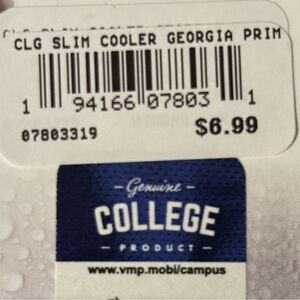 CLG SLIM COOLER GEORGIA PRIM
1 94166 07803 1
07803319 $6.99
Genuine
COLLEGE
PRODUCT
www.vmp.mobi/campus